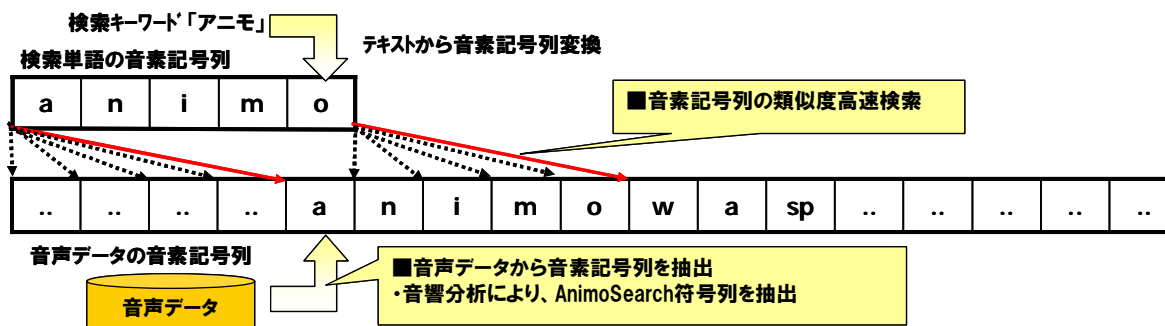 検索キーワード「アニモ」
テキストから音素記号列変換
検索単語の音素記号列
a n i m o
■音素記号列の類似度高速検索
.. .. .. .. a n i m o w a sp .. .. .. .. ..
音声データの音素記号列
■音声データから音素記号列を抽出
・音響分析により、AnimoSearch符号列を抽出
音声データ